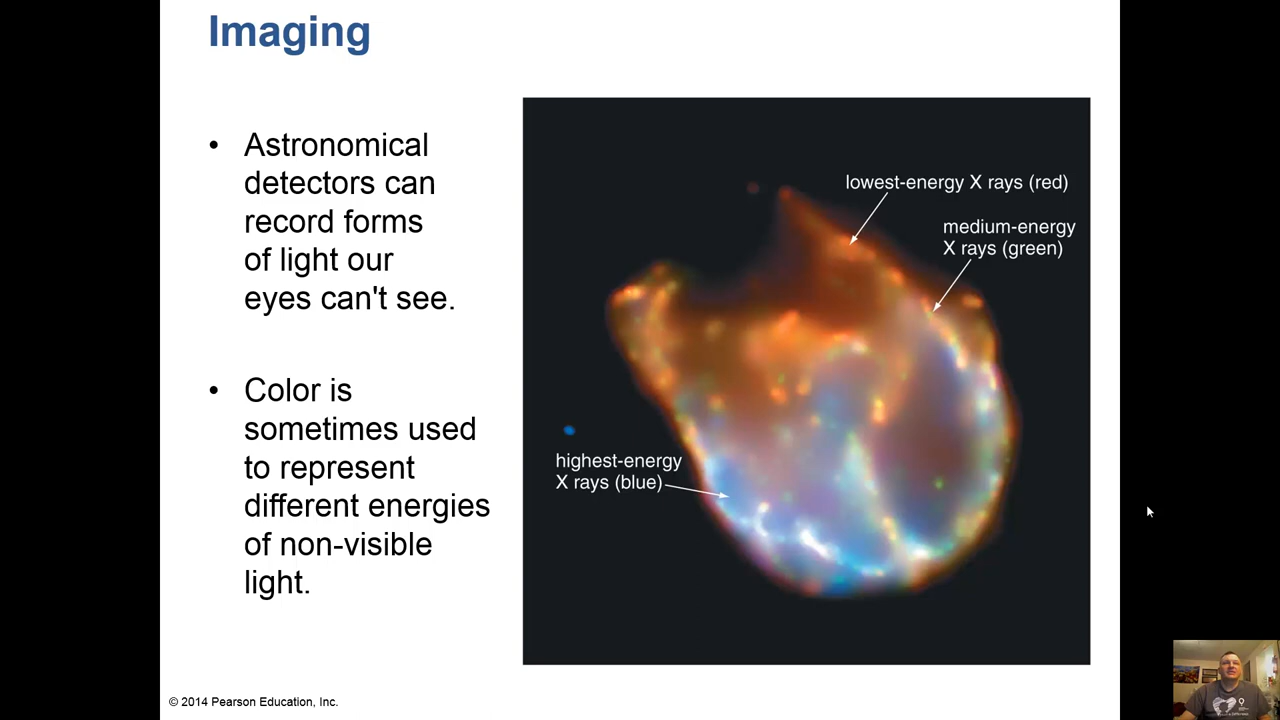 Imaging
• Astronomical
detectors can
record forms
of light our
eyes can't see.
• Color is
sometimes used
to represent
different energies
of non-visible
light.
lowest-energy X rays (red)
medium-energy
X rays (green)
highest-energy
X rays (blue)
© 2014 Pearson Education, Inc.